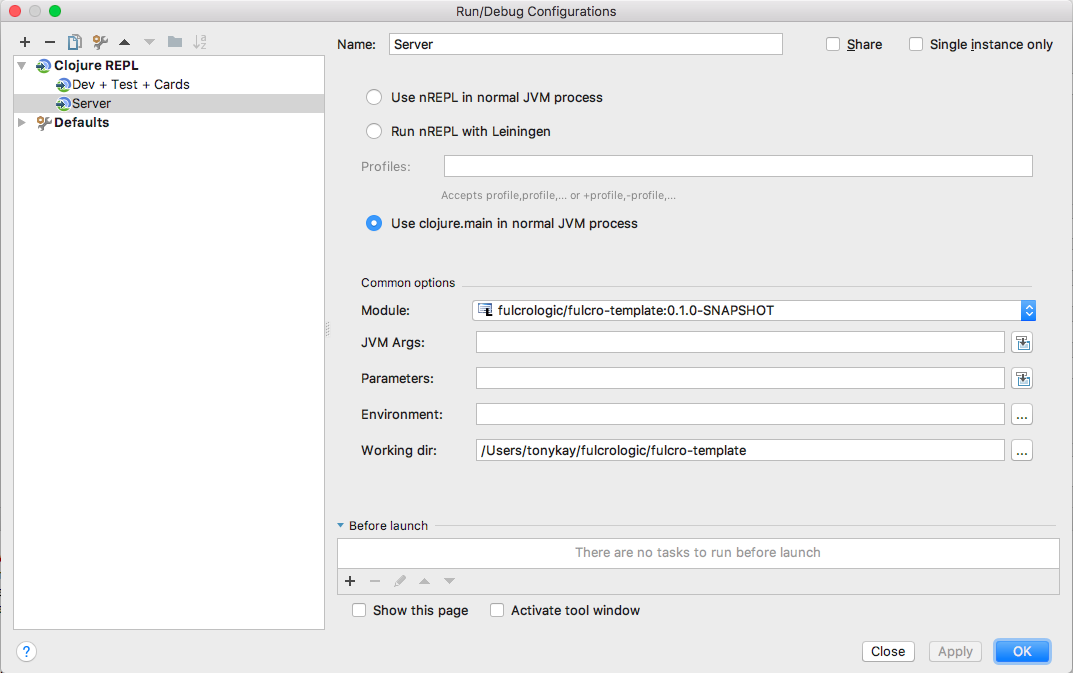 Run/Debug Configurations
Name: Server Share Single instance only
Clojure REPL
Dev + Test + Cards
Server
Defaults
Use nREPL in normal JVM process
Run nREPL with Leiningen
Profiles:
Accepts profile,profile,... or +profile,-profile,...
Use clojure.main in normal JVM process
Common options
Module: fulcrologic/fulcro-template:0.1.0-SNAPSHOT
JVM Args:
Parameters:
Environment: ...
Working dir: /Users/tonykay/fulcrologic/fulcro-template ...
Before launch
There are no tasks to run before launch
Show this page Activate tool window
? Close Apply OK